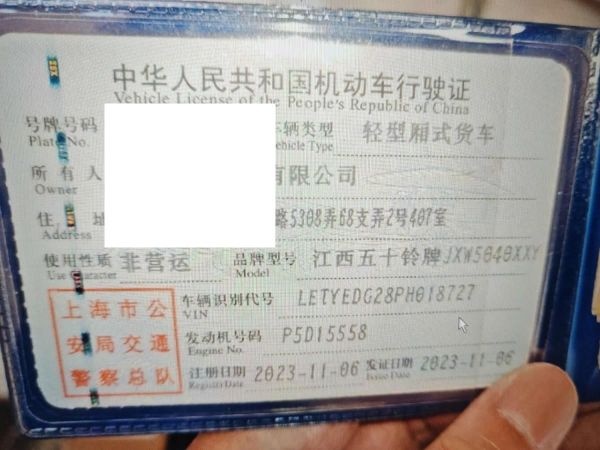 中华人民共和国机动车行驶证
Vehicle License of the People's Republic of China
号牌号码 车辆类型 轻型厢式货车
Plate No. Vehicle Type
所有人 有限公司
Owner
住 址 路5308弄68支弄2号407室
Address
使用性质 非营运 品牌型号 江西五十铃牌JXW5040XXY
Use Character Model
上海市公安局交通警察总队
车辆识别代号 LETYEDG28PH018727
VIN
发动机号码 P5D15558
Engine No.
注册日期 2023-11-06 发证日期 2023-11-06
Register Date Issue Date